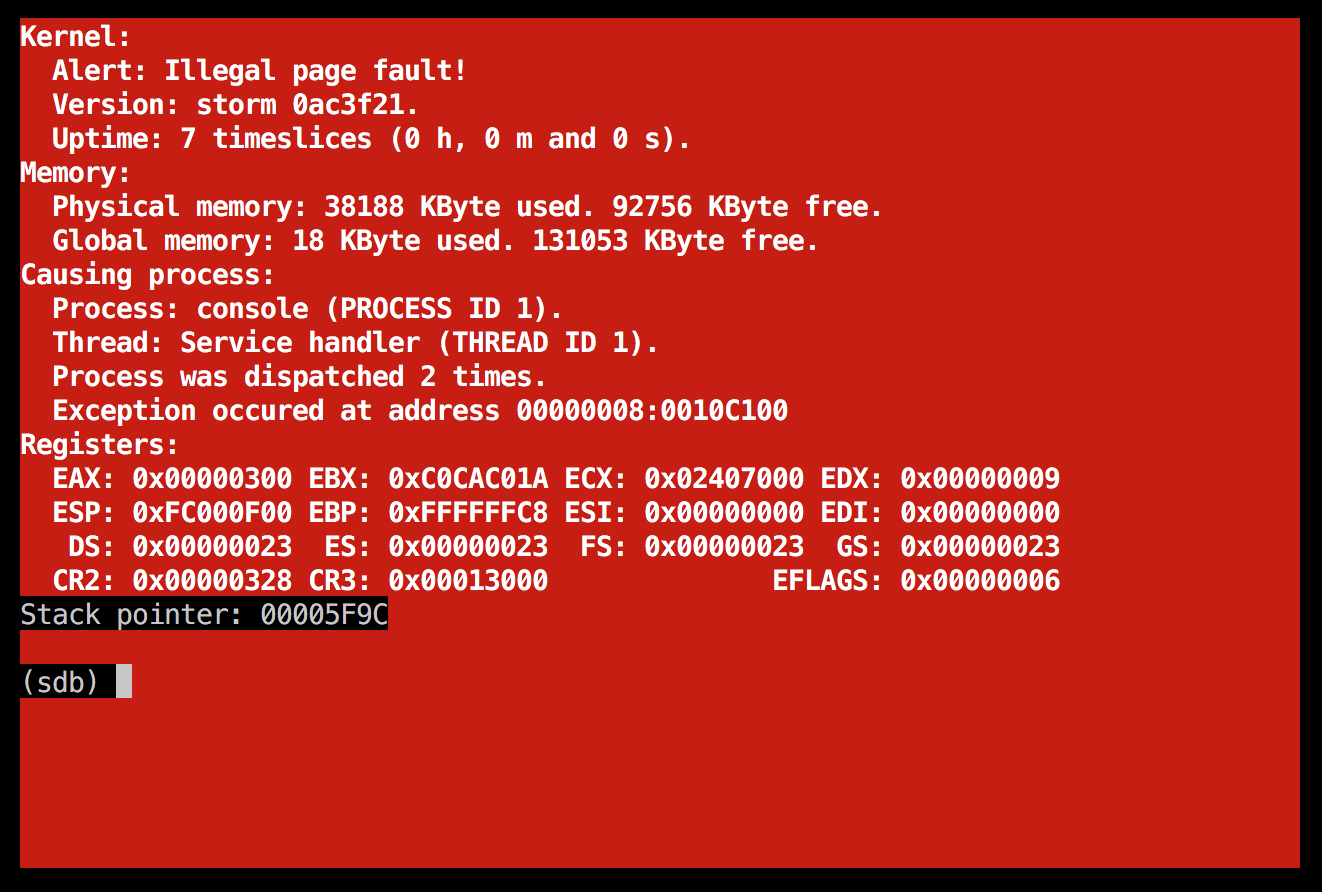 Kernel:
Alert: Illegal page fault!
Version: storm 0ac3f21.
Uptime: 7 timeslices (0 h, 0 m and 0 s).
Memory:
Physical memory: 38188 KByte used. 92756 KByte free.
Global memory: 18 KByte used. 131053 KByte free.
Causing process:
Process: console (PROCESS ID 1).
Thread: Service handler (THREAD ID 1).
Process was dispatched 2 times.
Exception occured at address 00000008:0010C100
Registers:
EAX: 0x00000300 EBX: 0xC0CAC01A ECX: 0x02407000 EDX: 0x00000009
ESP: 0xFC000F00 EBP: 0xFFFFFFC8 ESI: 0x00000000 EDI: 0x00000000
DS: 0x00000023 ES: 0x00000023 FS: 0x00000023 GS: 0x00000023
CR2: 0x00000328 CR3: 0x00013000 EFLAGS: 0x00000006
Stack pointer: 00005F9C
(sdb)